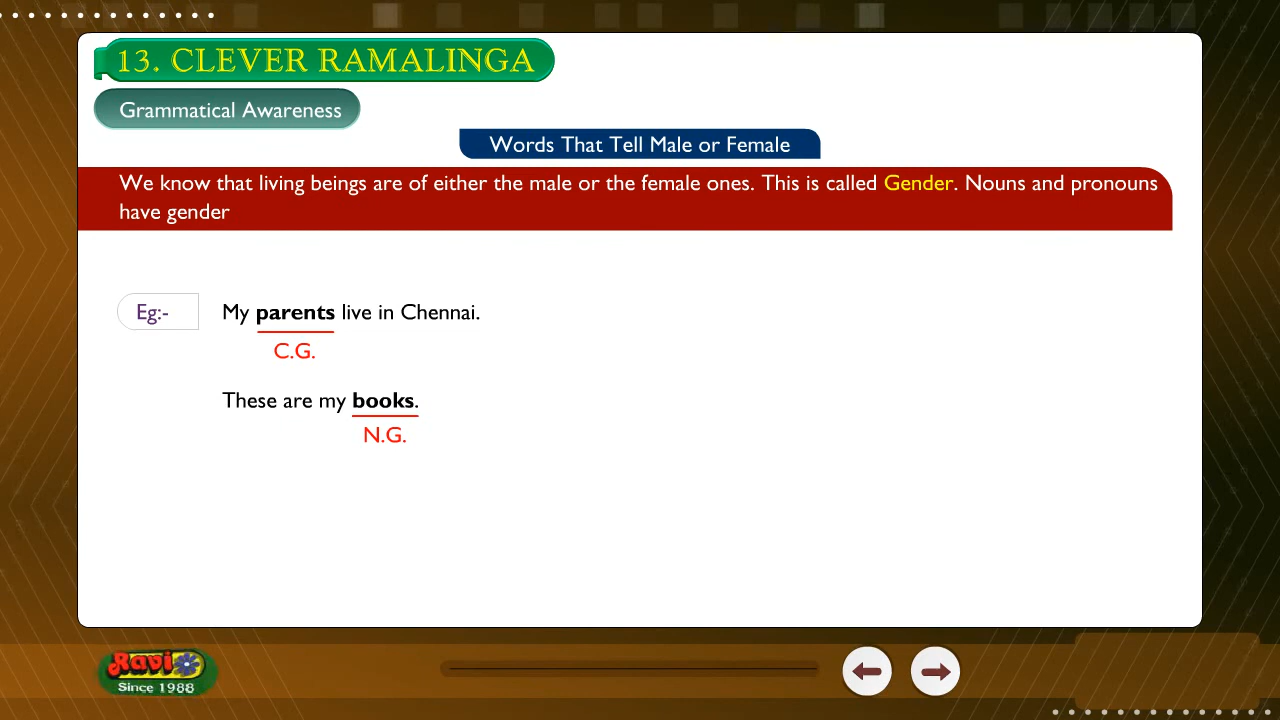 13. CLEVER RAMALINGA
Grammatical Awareness
Words That Tell Male or Female
We know that living beings are of either the male or the female ones. This is called Gender. Nouns and pronouns
have gender
Eg:- My parents live in Chennai.
C.G.
These are my books.
N.G.
Ravi
Since 1988